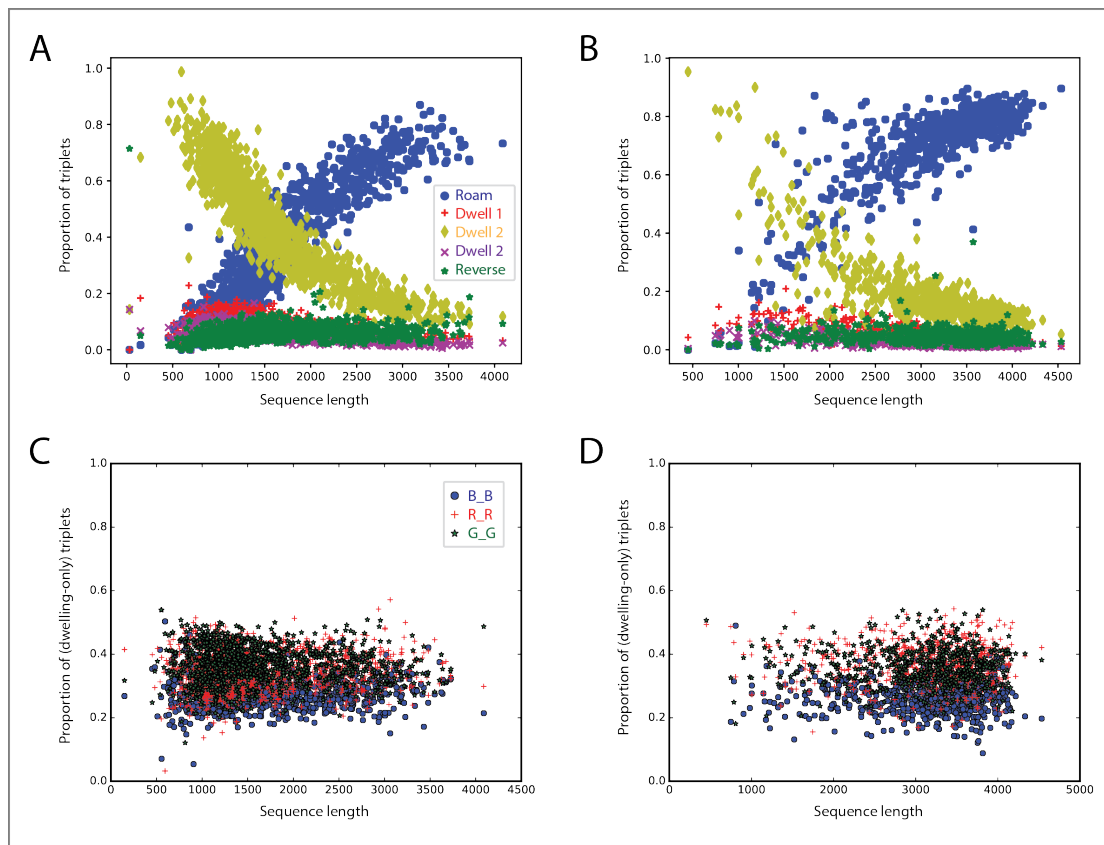 A
B
Proportion of triplets
1.0
0.8
0.6
0.4
0.2
0.0
0 500 1000 1500 2000 2500 3000 3500 4000
Sequence length
Roam
Dwell 1
Dwell 2
Dwell 2
Reverse
Proportion of triplets
1.0
0.8
0.6
0.4
0.2
0.0
500 1000 1500 2000 2500 3000 3500 4000 4500
Sequence length
C
D
Proportion of (dwelling-only) triplets
1.0
0.8
0.6
0.4
0.2
0.0
0 500 1000 1500 2000 2500 3000 3500 4000 4500
Sequence length
B_B
R_R
G_G
Proportion of (dwelling-only) triplets
1.0
0.8
0.6
0.4
0.2
0.0
0 1000 2000 3000 4000 5000
Sequence length